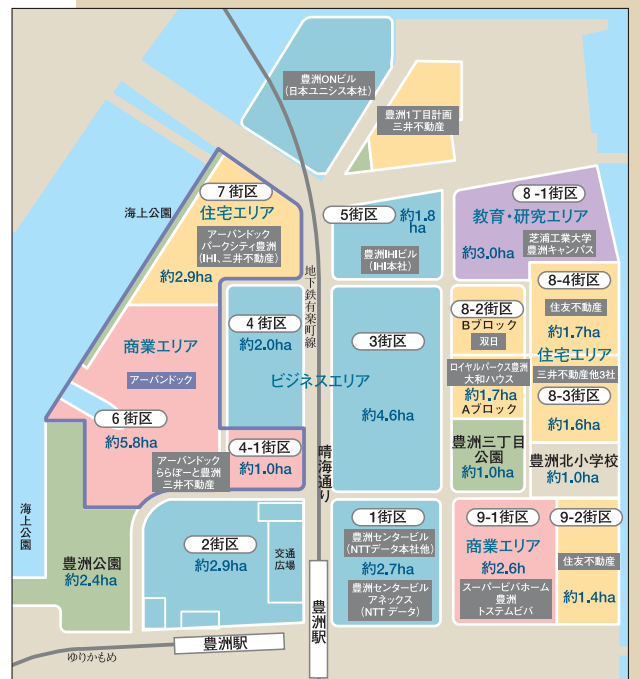 豊洲ONビル
(日本ユニシス本社)
豊洲1丁目計画
三井不動産
7街区
住宅エリア
アーバンドック
パークシティ豊洲
(IHI、三井不動産)
約2.9ha
海上公園
5街区
約1.8
ha
豊洲IHIビル
(IHI本社)
8-1街区
教育・研究エリア
芝浦工業大学
豊洲キャンパス
約3.0ha
地下鉄有楽町線
4街区
約2.0ha
3街区
ビジネスエリア
約4.6ha
8-2街区
Bブロック
双日
ロイヤルパークス豊洲
大和ハウス
約1.7ha
Aブロック
8-4街区
住友不動産
約1.7ha
住宅エリア
三井不動産他3社
8-3街区
約1.6ha
商業エリア
アーバンドック
6街区
約5.8ha
アーバンドック
ららぽーと豊洲
三井不動産
4-1街区
約1.0ha
晴海通り
豊洲三丁目
公園
約1.0ha
豊洲北小学校
約1.0ha
海上公園
豊洲公園
約2.4ha
2街区
約2.9ha
交通
広場
1街区
豊洲センタービル
(NTTデータ本社他)
約2.7ha
豊洲センタービル
アネックス
(NTTデータ)
9-1街区
商業エリア
約2.6h
スーパービバホーム
豊洲
トステムビバ
9-2街区
住友不動産
約1.4ha
豊洲駅
豊洲駅
ゆりかもめ